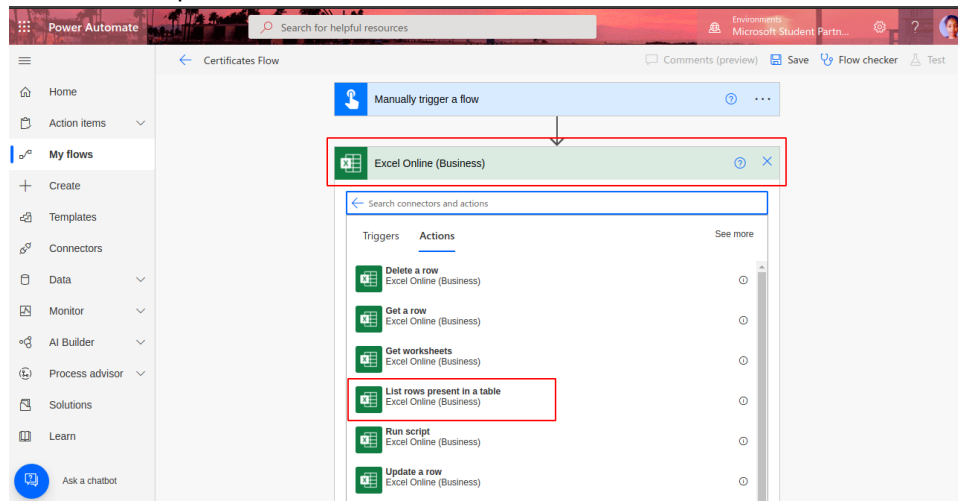 Power Automate
Search for helpful resources
Environments
Microsoft Student Partn...
?
Certificates Flow
Comments (preview)
Save
Flow checker
Test
Home
Action items
My flows
Create
Templates
Connectors
Data
Monitor
AI Builder
Process advisor
Solutions
Learn
Ask a chatbot
Manually trigger a flow
Excel Online (Business)
Search connectors and actions
Triggers
Actions
See more
Delete a row
Excel Online (Business)
Get a row
Excel Online (Business)
Get worksheets
Excel Online (Business)
List rows present in a table
Excel Online (Business)
Run script
Excel Online (Business)
Update a row
Excel Online (Business)